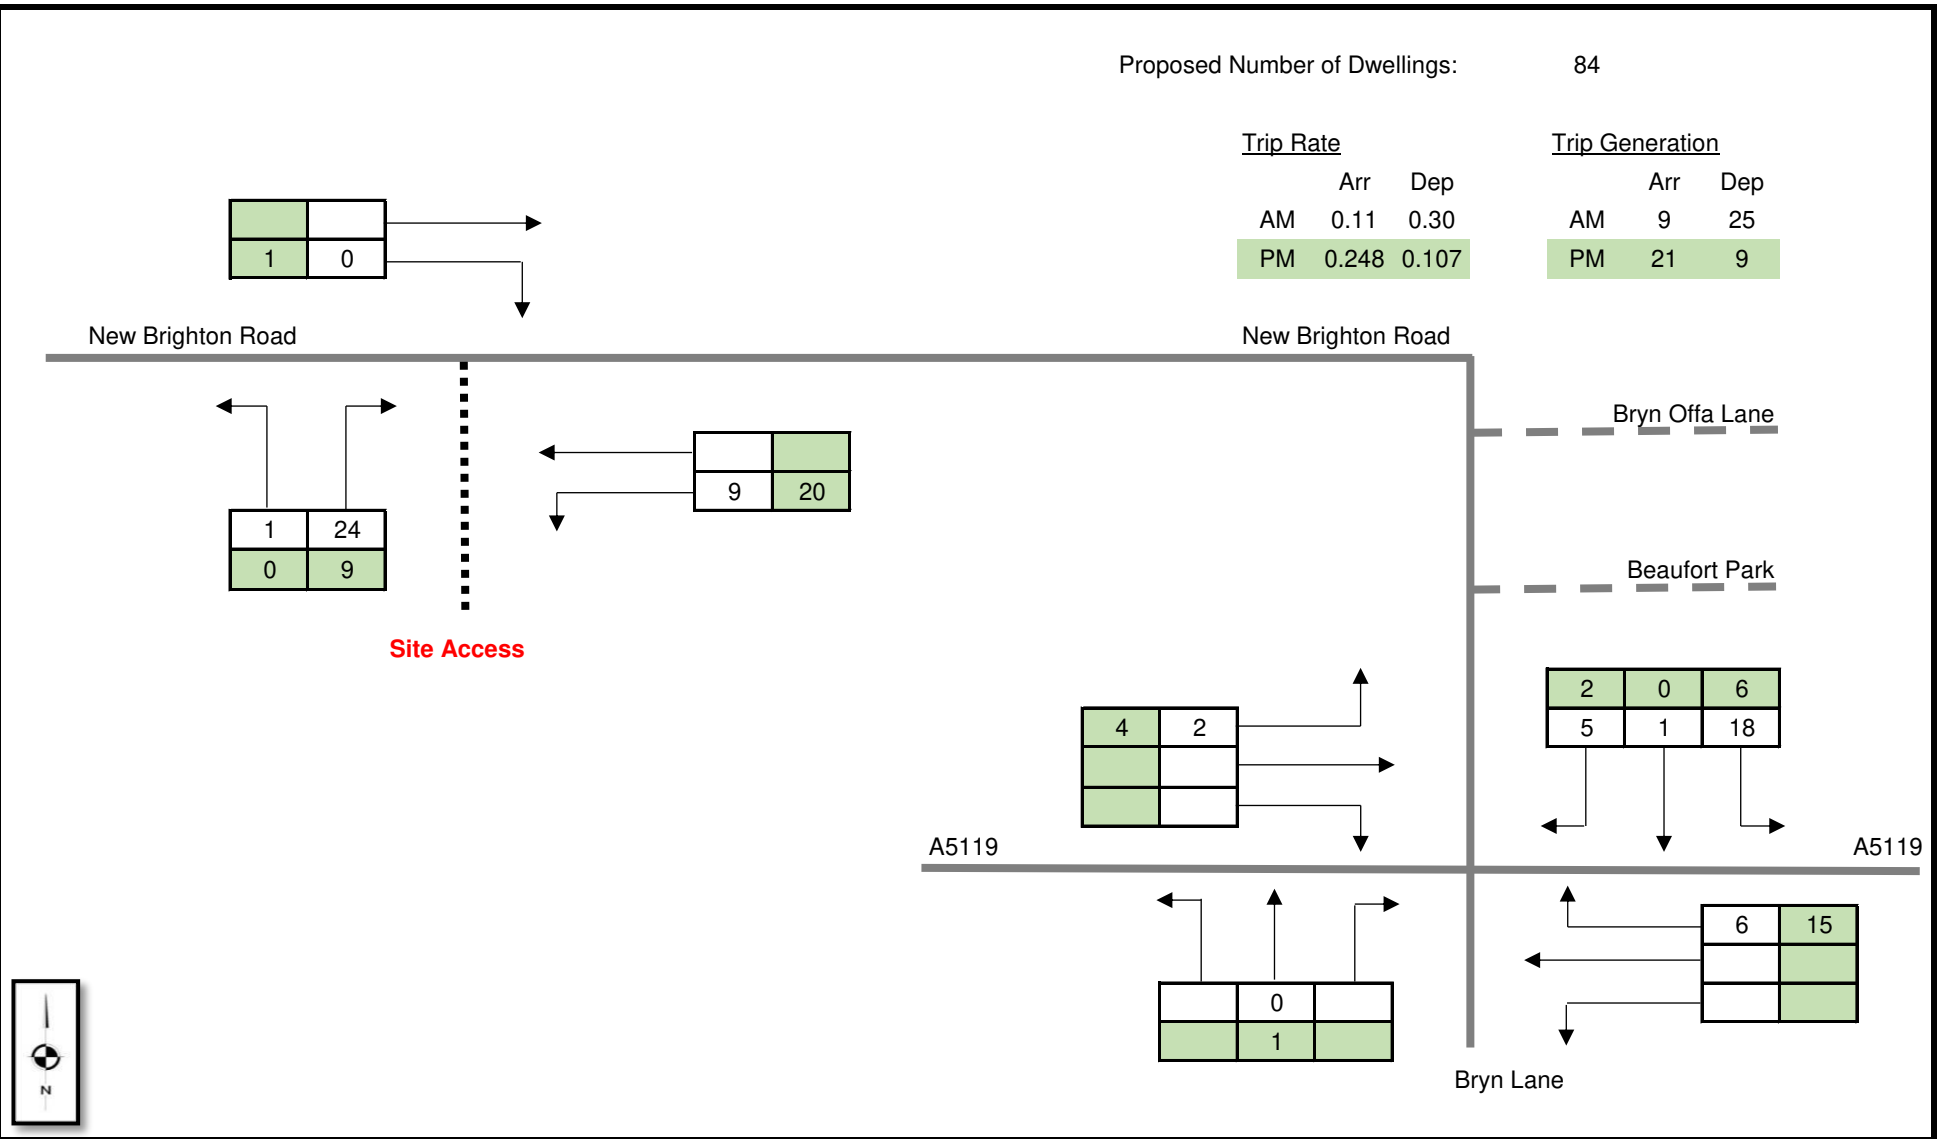 Proposed Number of Dwellings: 84
Trip Rate Trip Generation
Arr Dep Arr Dep
AM 0.11 0.30 AM 9 25
PM 0.248 0.107 PM 21 9
1 0
New Brighton Road New Brighton Road
Bryn Offa Lane
9 20
1 24
0 9
Beaufort Park
Site Access
2 0 6
4 2
5 1 18
A5119 A5119
6 15
0
1
Bryn Lane
N